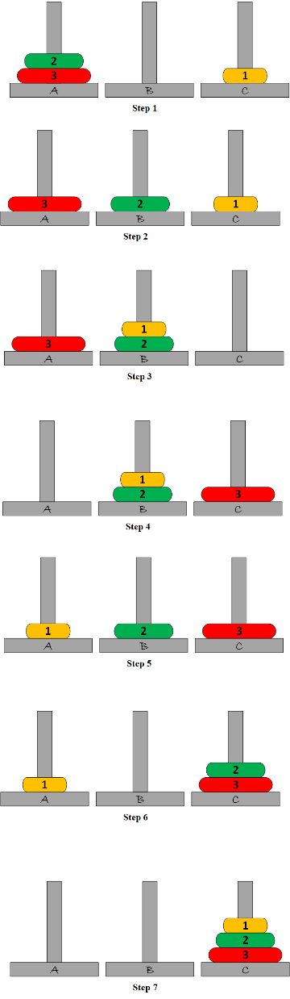 2
3 1
A B C
Step 1
3 2 1
A B C
Step 2
1
3 2
A B C
Step 3
1
2 3
A B C
Step 4
1 2 3
A B C
Step 5
2
1 3
A B C
Step 6
1
2
3
A B C
Step 7